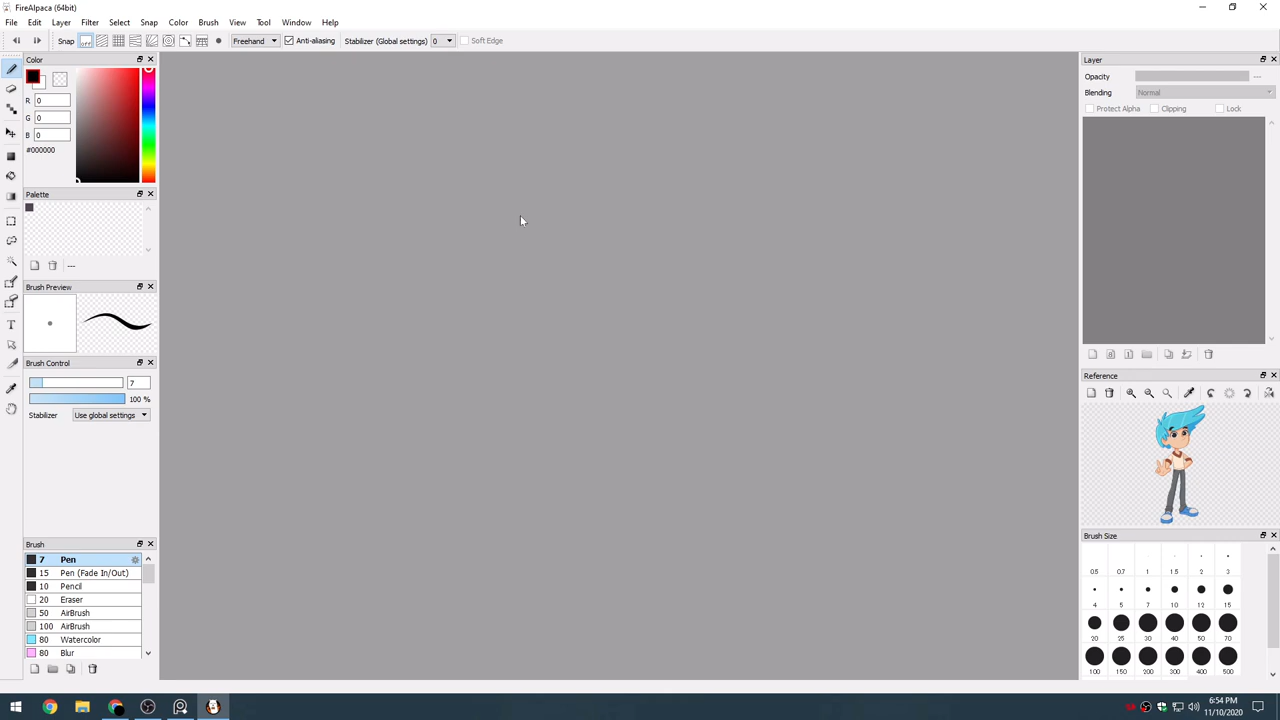 FireAlpaca (64bit)
File Edit Layer Filter Select Snap Color Brush View Tool Window Help
Snap OFF Freehand Anti-aliasing Stabilizer (Global settings) 0 Soft Edge
Color
R 0
G 0
B 0
#000000
Palette
---
Brush Preview
Brush Control
7
100 %
Stabilizer Use global settings
Brush
7 Pen
15 Pen (Fade In/Out)
10 Pencil
20 Eraser
50 AirBrush
100 AirBrush
80 Watercolor
80 Blur
Layer
Opacity ---
Blending Normal
Protect Alpha Clipping Lock
Reference
Brush Size
0.5 0.7 1 1.5 2 3
4 5 7 10 12 15
20 25 30 40 50 70
100 150 200 300 400 500
6:54 PM
11/10/2020